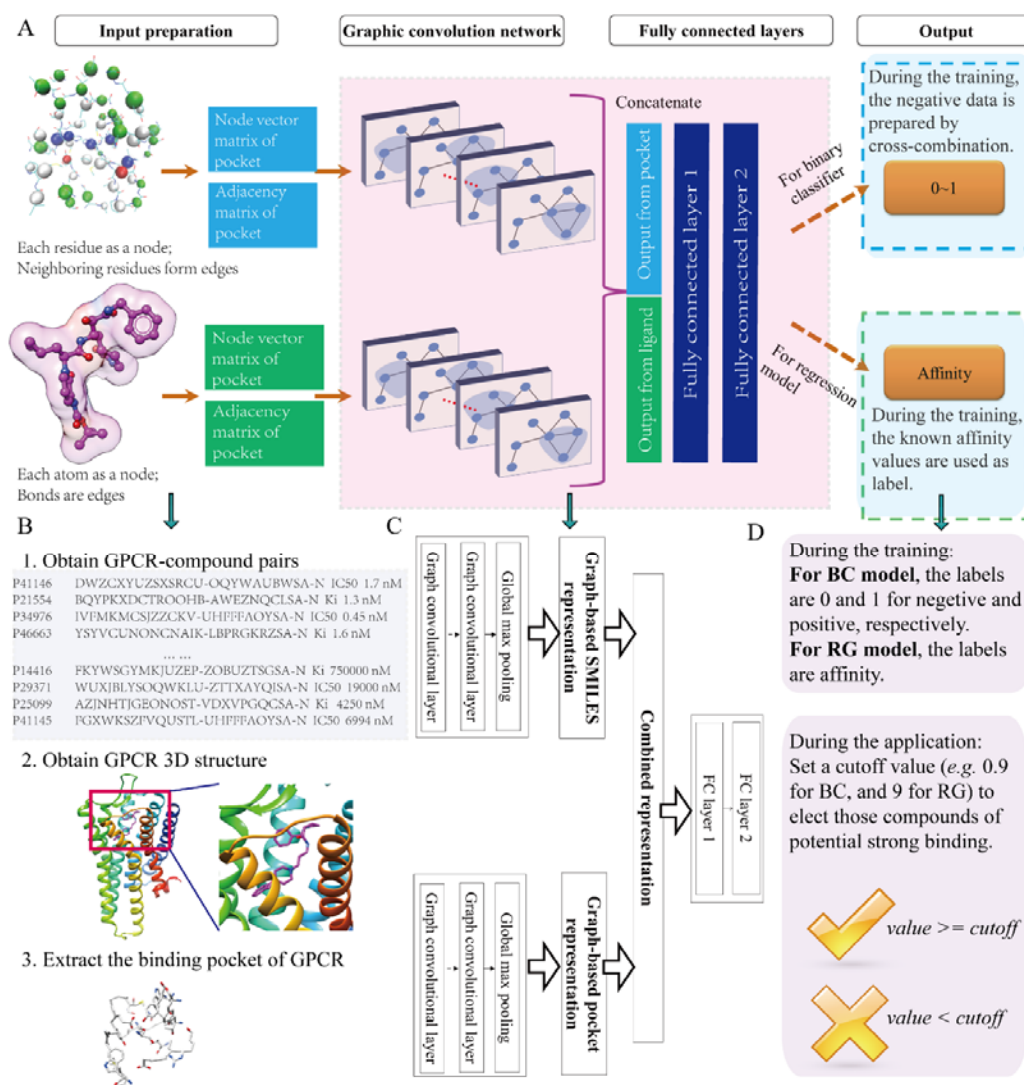 A
Input preparation
Graphic convolution network
Fully connected layers
Output
Node vector
matrix of
pocket
Adjacency
matrix of
pocket
Each residue as a node;
Neighboring residues form edges
Node vector
matrix of
pocket
Adjacency
matrix of
pocket
Each atom as a node;
Bonds are edges
Concatenate
Output from pocket
Output from ligand
Fully connected layer 1
Fully connected layer 2
For binary
classifier
For regression
model
During the training,
the negative data is
prepared by
cross-combination.
0~1
Affinity
During the training,
the known affinity
values are used as
label.
B
1. Obtain GPCR-compound pairs
P41146 DWZCXYUZSXSRCU-OQYWAUBWSA-N IC50 1.7 nM
P21554 BQYPKXDCTROOHB-AWEZNQCLSA-N Ki 1.3 nM
P34976 IVFMKMCSJZZCKV-UHFFFAOYSA-N IC50 0.45 nM
P46663 YSYVCUNONCNAIK-LBPRGKRZSA-N Ki 1.6 nM
... ...
P14416 FKYWSGYMKJUZEP-ZOBUZTSGSA-N Ki 750000 nM
P29371 WUXJBLYSOQWKLU-ZTTXAYQISA-N IC50 19000 nM
P25099 AZJNHTJGEONOST-VDXVPGQCSA-N Ki 4250 nM
P41145 FGXWKSZFVQUSTL-UHFFFAOYSA-N IC50 6994 nM
2. Obtain GPCR 3D structure
3. Extract the binding pocket of GPCR
C
Graph convolutional layer
Graph convolutional layer
Global max pooling
Graph-based SMILES
representation
Graph convolutional layer
Graph convolutional layer
Global max pooling
Graph-based pocket
representation
Combined representation
FC layer 1
FC layer 2
D
During the training:
For BC model, the labels
are 0 and 1 for negetive and
positive, respectively.
For RG model, the labels
are affinity.
During the application:
Set a cutoff value (e.g. 0.9
for BC, and 9 for RG) to
elect those compounds of
potential strong binding.
value >= cutoff
value < cutoff